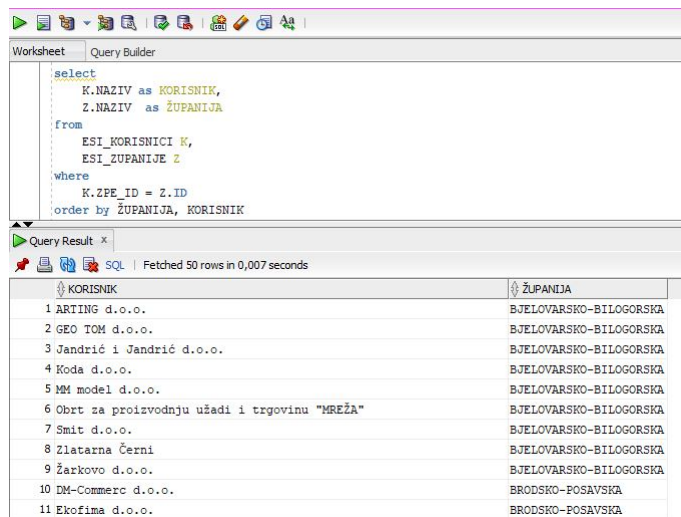 Worksheet Query Builder
select
K.NAZIV as KORISNIK,
Z.NAZIV as ŽUPANIJA
from
ESI_KORISNICI K,
ESI_ZUPANIJE Z
where
K.ZPE_ID = Z.ID
order by ŽUPANIJA, KORISNIK
Query Result x
SQL | Fetched 50 rows in 0,007 seconds
KORISNIK ŽUPANIJA
1 ARTING d.o.o. BJELOVARSKO-BILOGORSKA
2 GEO TOM d.o.o. BJELOVARSKO-BILOGORSKA
3 Jandrić i Jandrić d.o.o. BJELOVARSKO-BILOGORSKA
4 Koda d.o.o. BJELOVARSKO-BILOGORSKA
5 MM model d.o.o. BJELOVARSKO-BILOGORSKA
6 Obrt za proizvodnju užadi i trgovinu "MREŽA" BJELOVARSKO-BILOGORSKA
7 Smit d.o.o. BJELOVARSKO-BILOGORSKA
8 Zlatarna Černi BJELOVARSKO-BILOGORSKA
9 Žarkovo d.o.o. BJELOVARSKO-BILOGORSKA
10 DM-Commerc d.o.o. BRODSKO-POSAVSKA
11 Ekofima d.o.o. BRODSKO-POSAVSKA